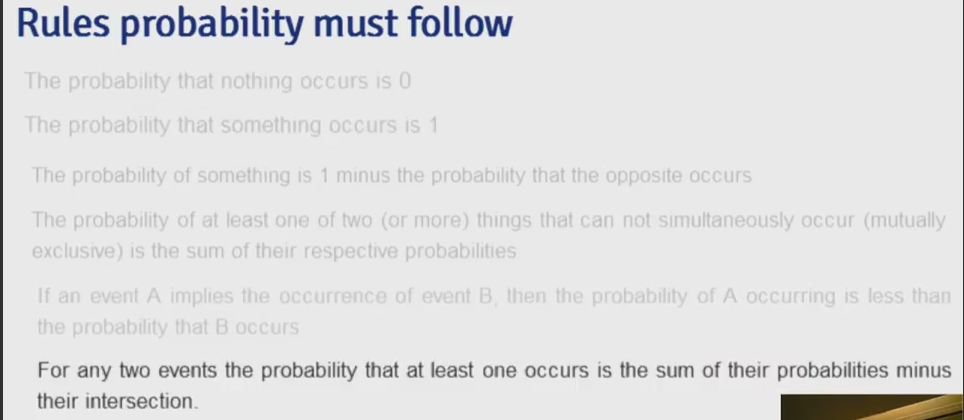 Rules probability must follow
The probability that nothing occurs is 0
The probability that something occurs is 1
The probability of something is 1 minus the probability that the opposite occurs
The probability of at least one of two (or more) things that can not simultaneously occur (mutually
exclusive) is the sum of their respective probabilities
If an event A implies the occurrence of event B, then the probability of A occurring is less than
the probability that B occurs
For any two events the probability that at least one occurs is the sum of their probabilities minus
their intersection.